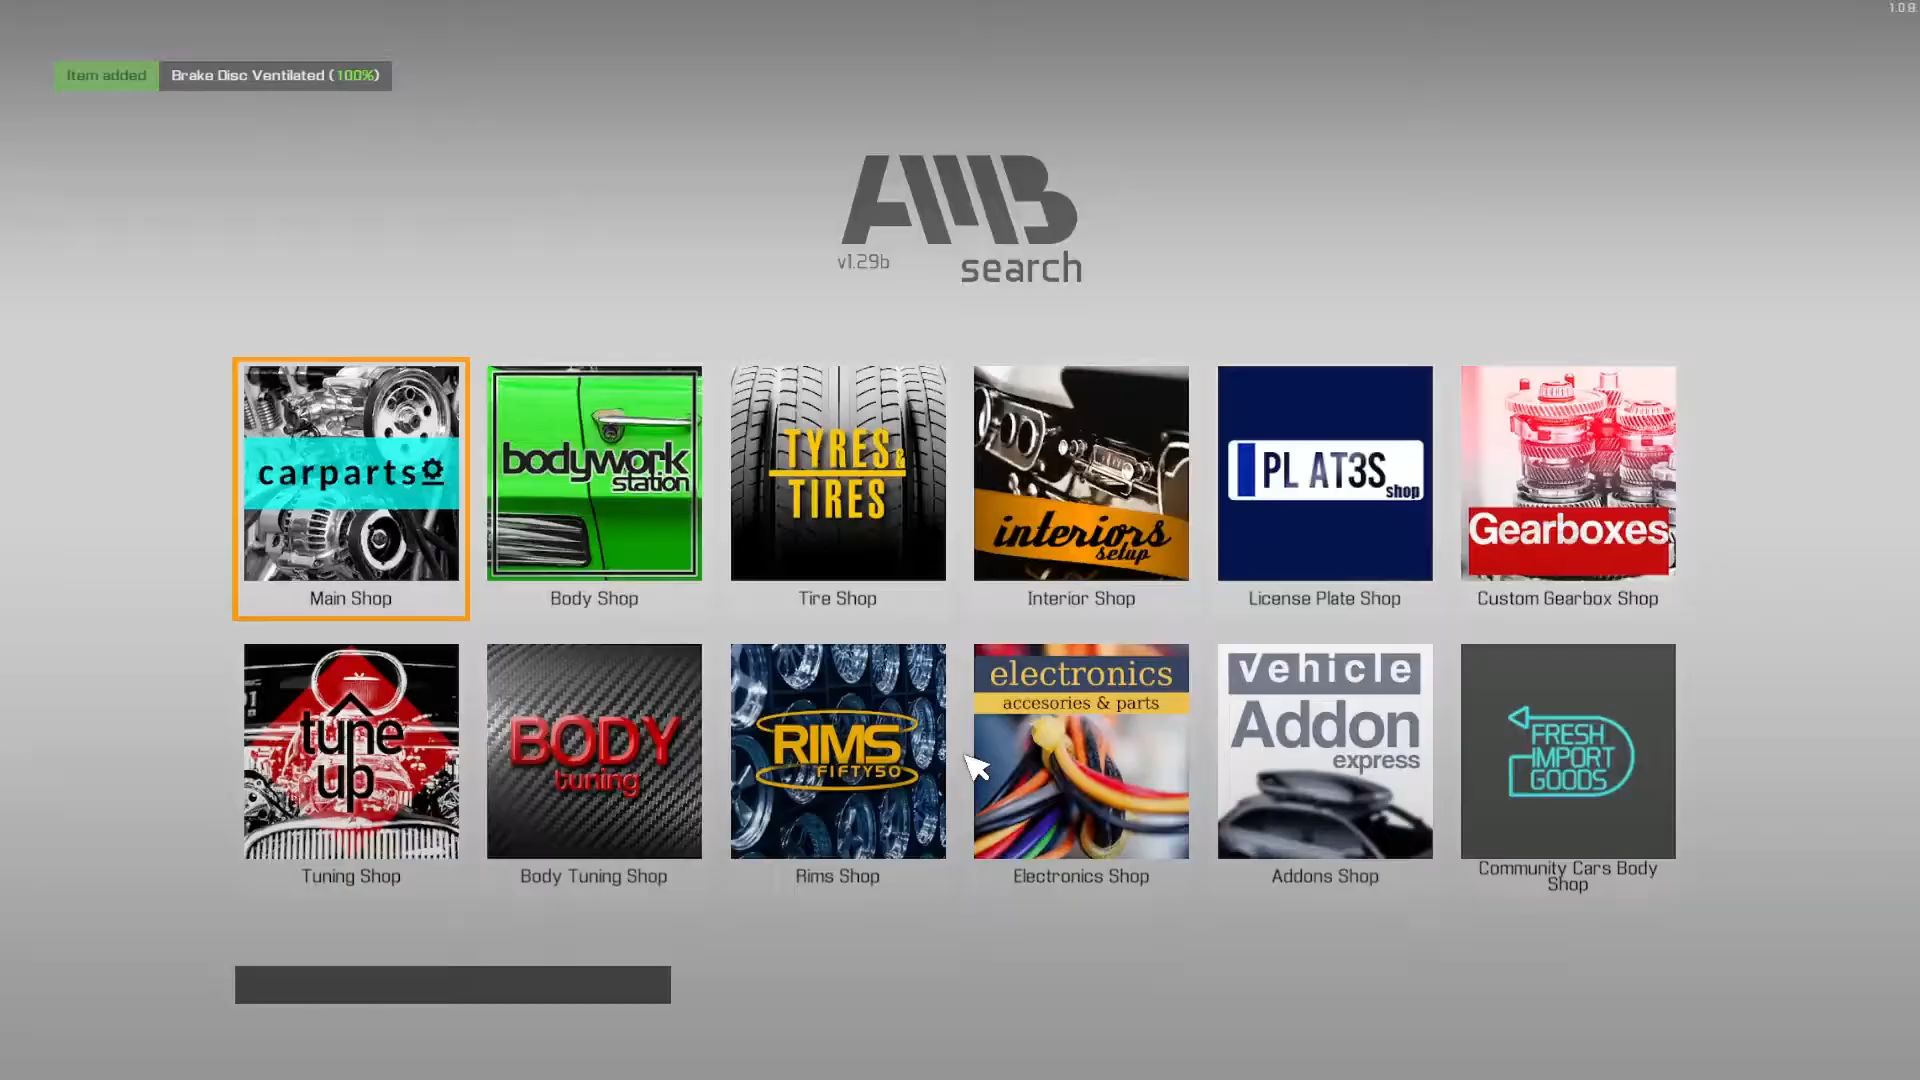 1.0.8
Item added Brake Disc Ventilated (100%)
AMB
v1.29b search
carparts
bodywork
station
TYRES &
TIRES
interiors
setup
PL AT3S
shop
Gearboxes
Main Shop
Body Shop
Tire Shop
Interior Shop
License Plate Shop
Custom Gearbox Shop
tune
up
BODY
tuning
RIMS
FIFTY50
electronics
accesories & parts
vehicle
Addon
express
FRESH
IMPORT
GOODS
Tuning Shop
Body Tuning Shop
Rims Shop
Electronics Shop
Addons Shop
Community Cars Body
Shop